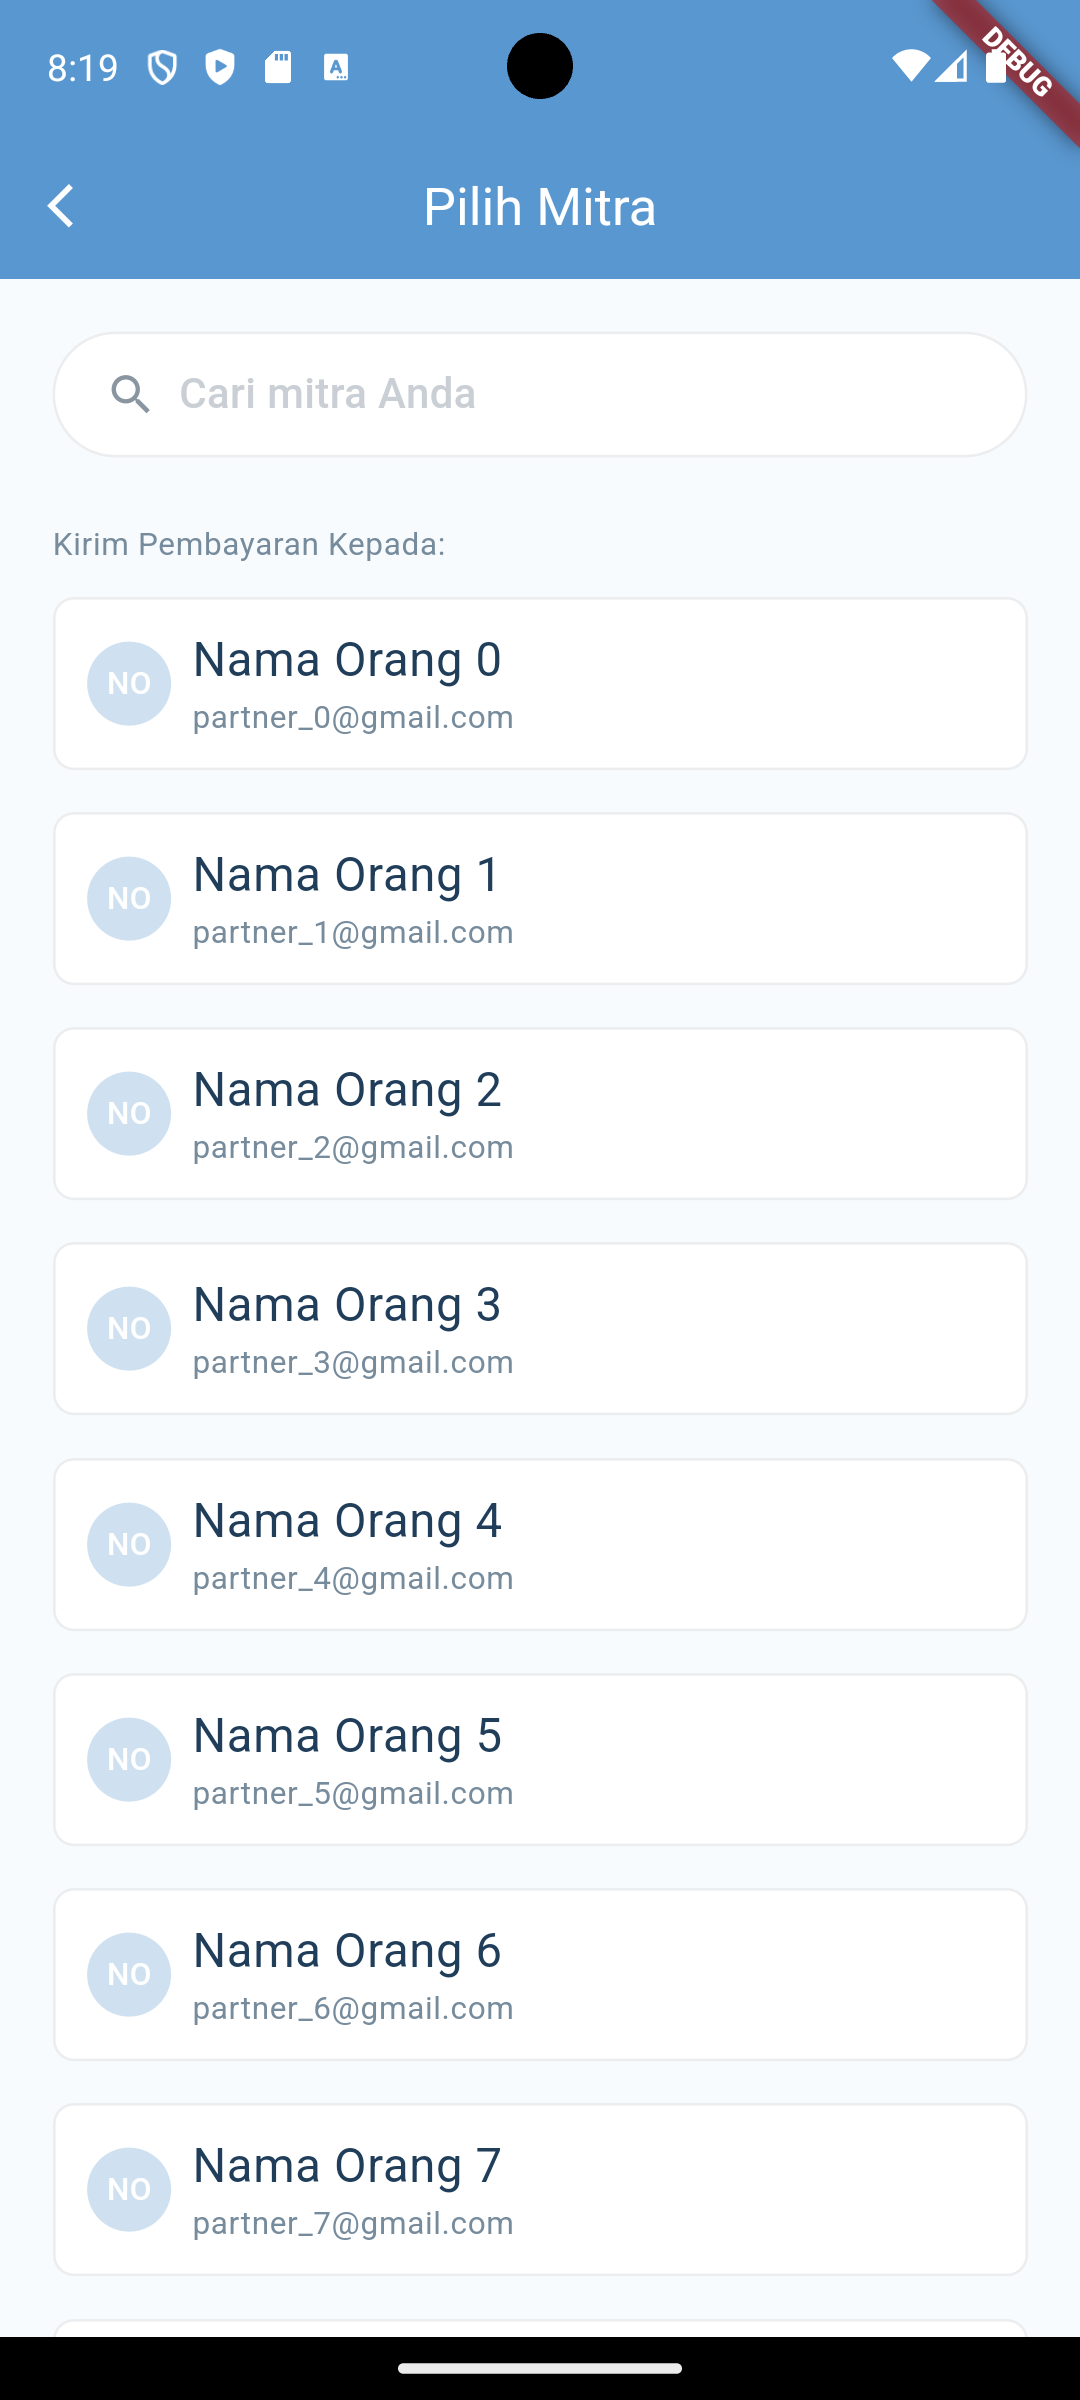 8:19
DEBUG
Pilih Mitra
Cari mitra Anda
Kirim Pembayaran Kepada:
NO
Nama Orang 0
partner_0@gmail.com
NO
Nama Orang 1
partner_1@gmail.com
NO
Nama Orang 2
partner_2@gmail.com
NO
Nama Orang 3
partner_3@gmail.com
NO
Nama Orang 4
partner_4@gmail.com
NO
Nama Orang 5
partner_5@gmail.com
NO
Nama Orang 6
partner_6@gmail.com
NO
Nama Orang 7
partner_7@gmail.com